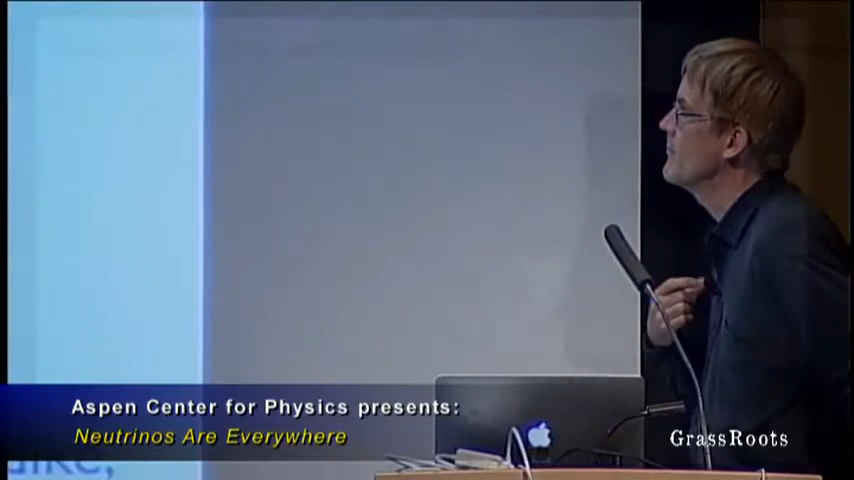 Aspen Center for Physics presents:
Neutrinos Are Everywhere
GrassRoots